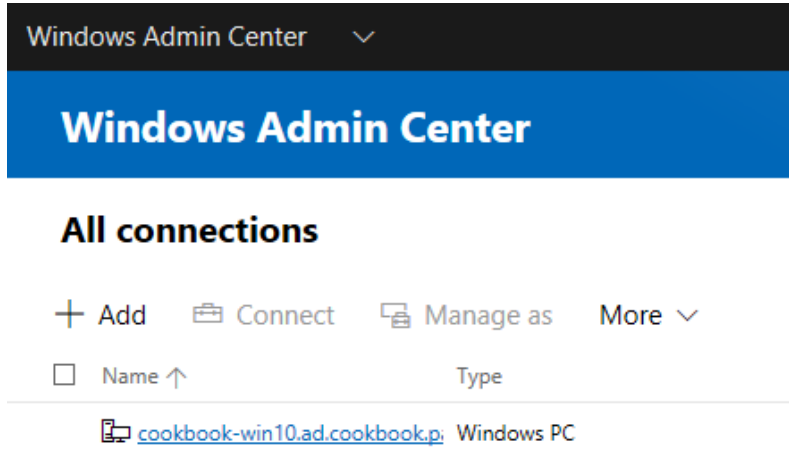 Windows Admin Center
Windows Admin Center
All connections
Add Connect Manage as More
Name Type
cookbook-win10.ad.cookbook.p Windows PC